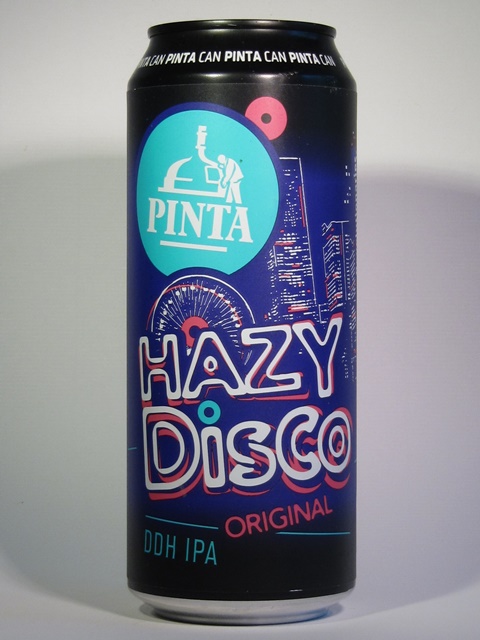 CAN PINTA CAN PINTA CAN PINTA CAN
PINTA
HAZY
DiSCO
ORIGINAL
DDH IPA